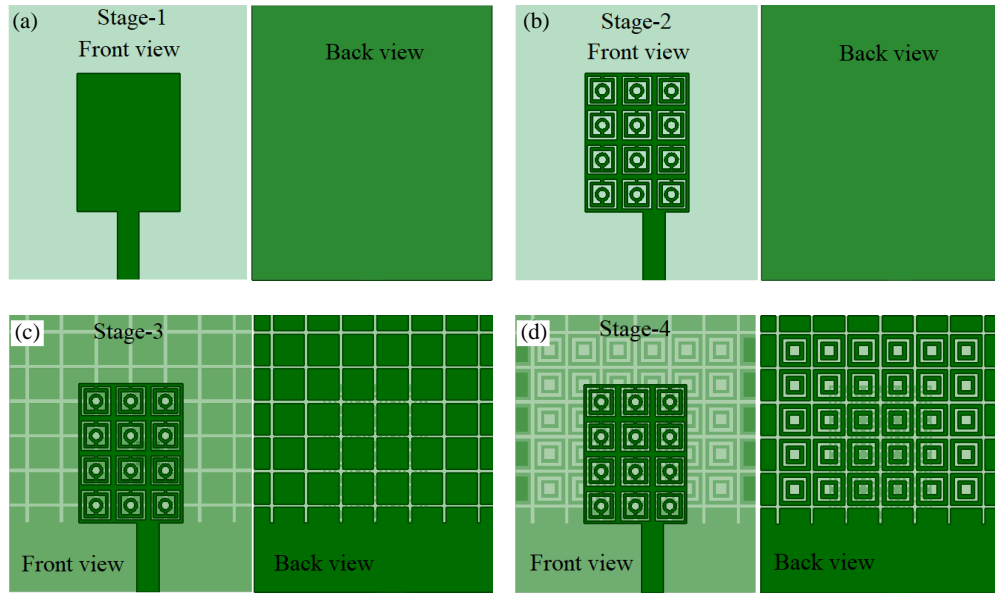 (a)
Stage-1
Front view
Back view
(b)
Stage-2
Front view
Back view
(c)
Stage-3
Front view
Back view
(d)
Stage-4
Front view
Back view